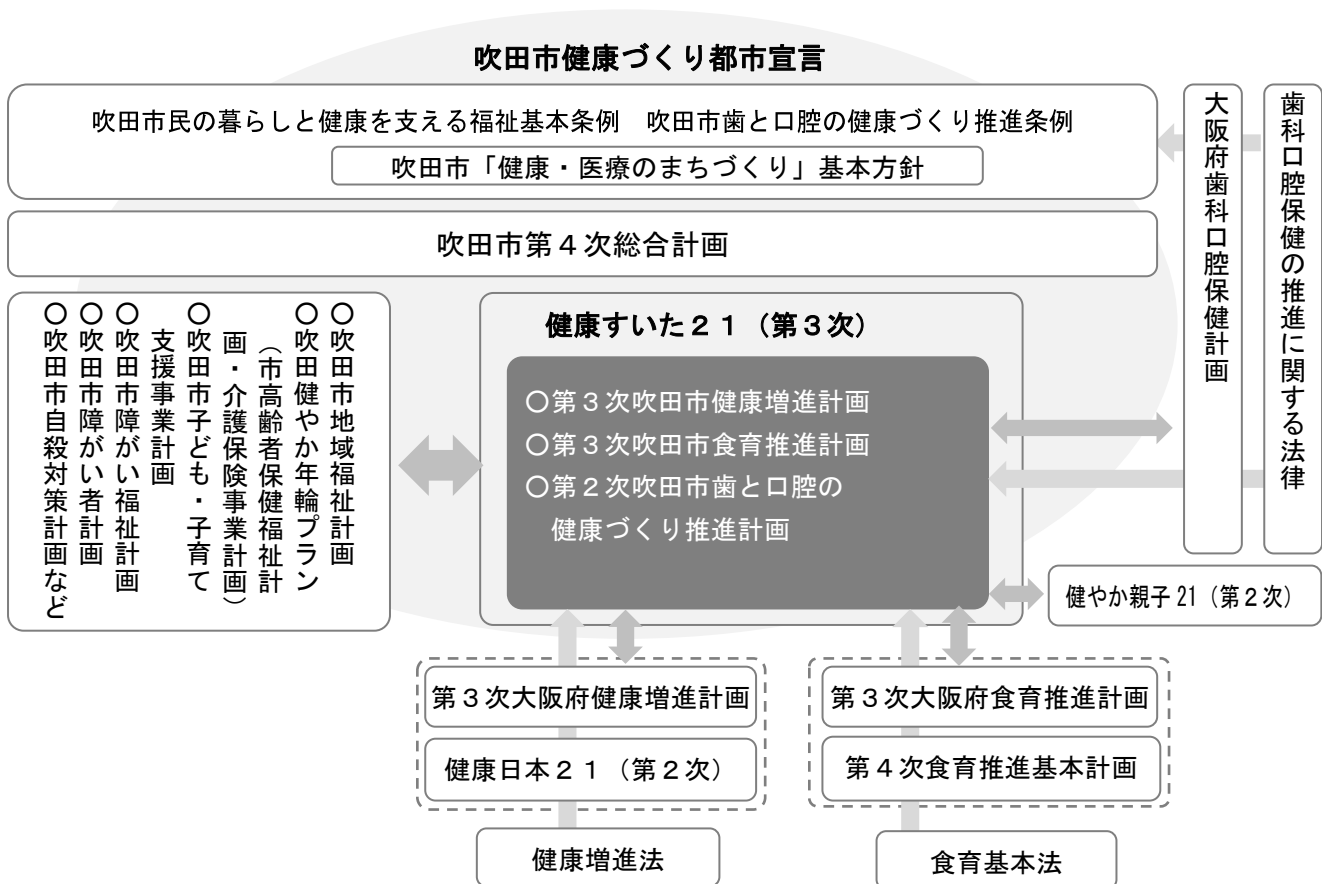 吹田市健康づくり都市宣言
吹田市民の暮らしと健康を支える福祉基本条例　吹田市歯と口腔の健康づくり推進条例
吹田市「健康・医療のまちづくり」基本方針
吹田市第４次総合計画
〇吹田市地域福祉計画
〇吹田健やか年輪プラン
（市高齢者保健福祉計
画・介護保険事業計画）
〇吹田市子ども・子育て
支援事業計画
〇吹田市障がい福祉計画
〇吹田市障がい者計画
〇吹田市自殺対策計画など
健康すいた２１（第３次）
〇第３次吹田市健康増進計画
〇第３次吹田市食育推進計画
〇第２次吹田市歯と口腔の
健康づくり推進計画
歯科口腔保健の推進に関する法律
大阪府歯科口腔保健計画
健やか親子21（第２次）
第３次大阪府健康増進計画
健康日本２１（第２次）
健康増進法
第３次大阪府食育推進計画
第４次食育推進基本計画
食育基本法